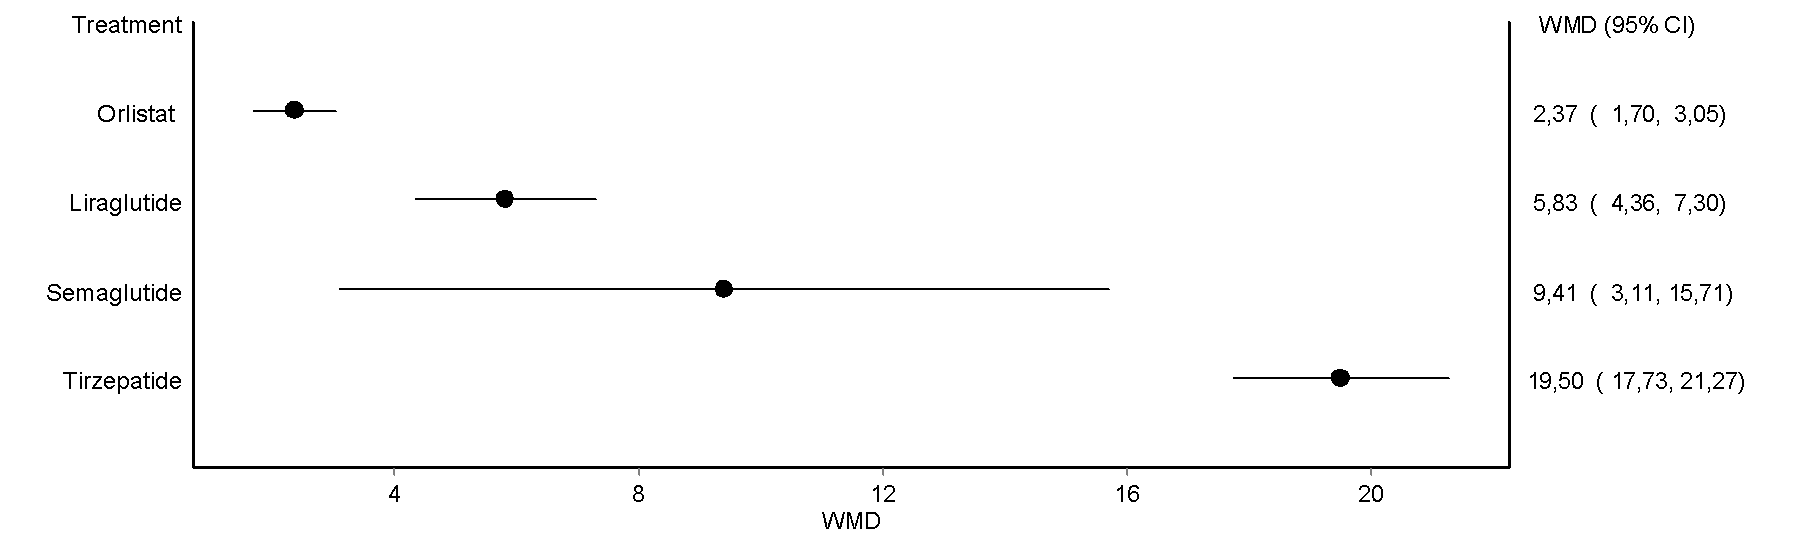 Treatment WMD (95% CI)
Orlistat 2,37 ( 1,70, 3,05)
Liraglutide 5,83 ( 4,36, 7,30)
Semaglutide 9,41 ( 3,11, 15,71)
Tirzepatide 19,50 ( 17,73, 21,27)
4 8 12 16 20
WMD